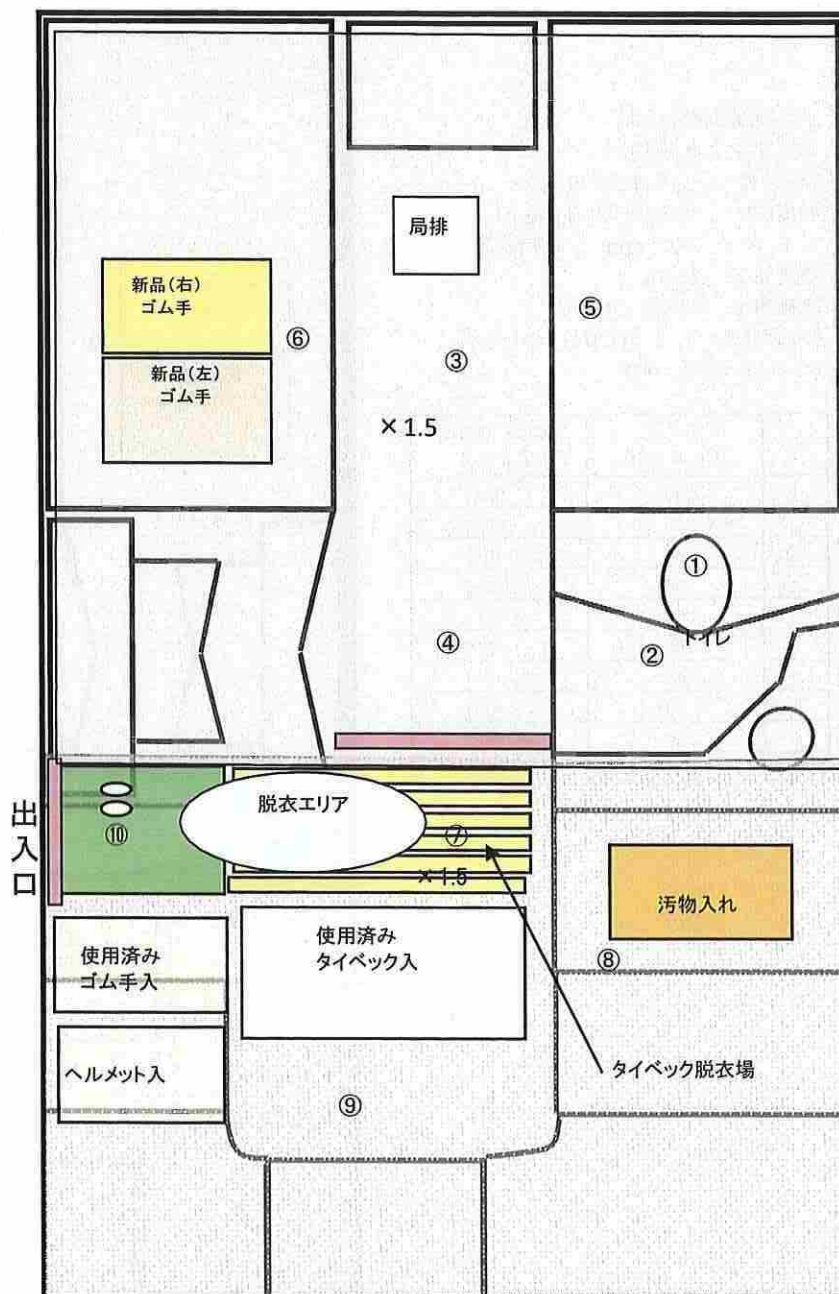 局排
新品(右)
ゴム手
⑥
⑤
③
新品(左)
ゴム手
×1.5
①
トイレ
④
②
出入口
脱衣エリア
⑩
⑦
×1.5
汚物入れ
使用済み
ゴム手入
使用済み
タイベック入
⑧
ヘルメット入
タイベック脱衣場
⑨